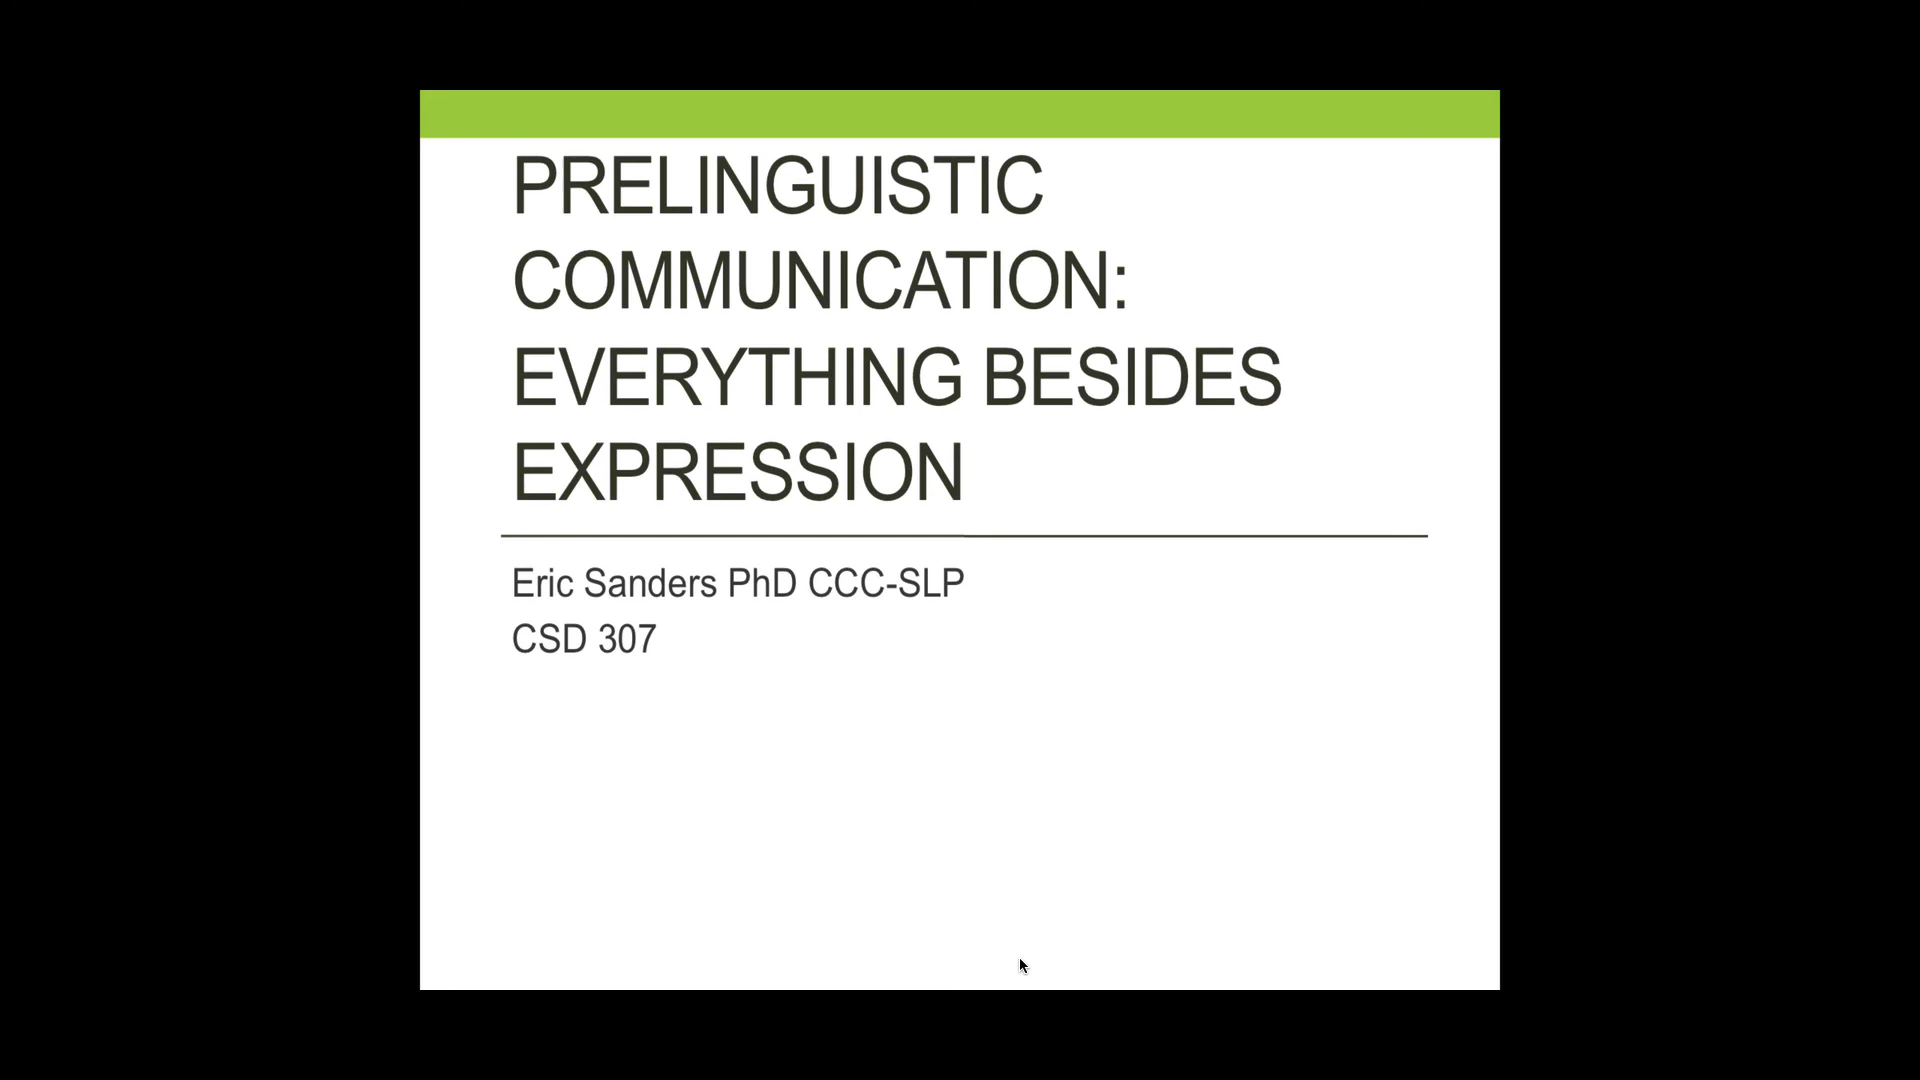 PRELINGUISTIC
COMMUNICATION:
EVERYTHING BESIDES
EXPRESSION
Eric Sanders PhD CCC-SLP
CSD 307